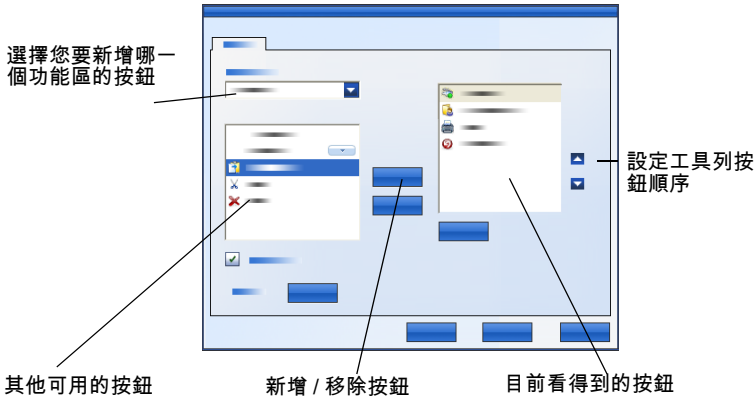 選擇您要新增哪一
個功能區的按鈕
設定工具列按
鈕順序
其他可用的按鈕
新增 / 移除按鈕
目前看得到的按鈕